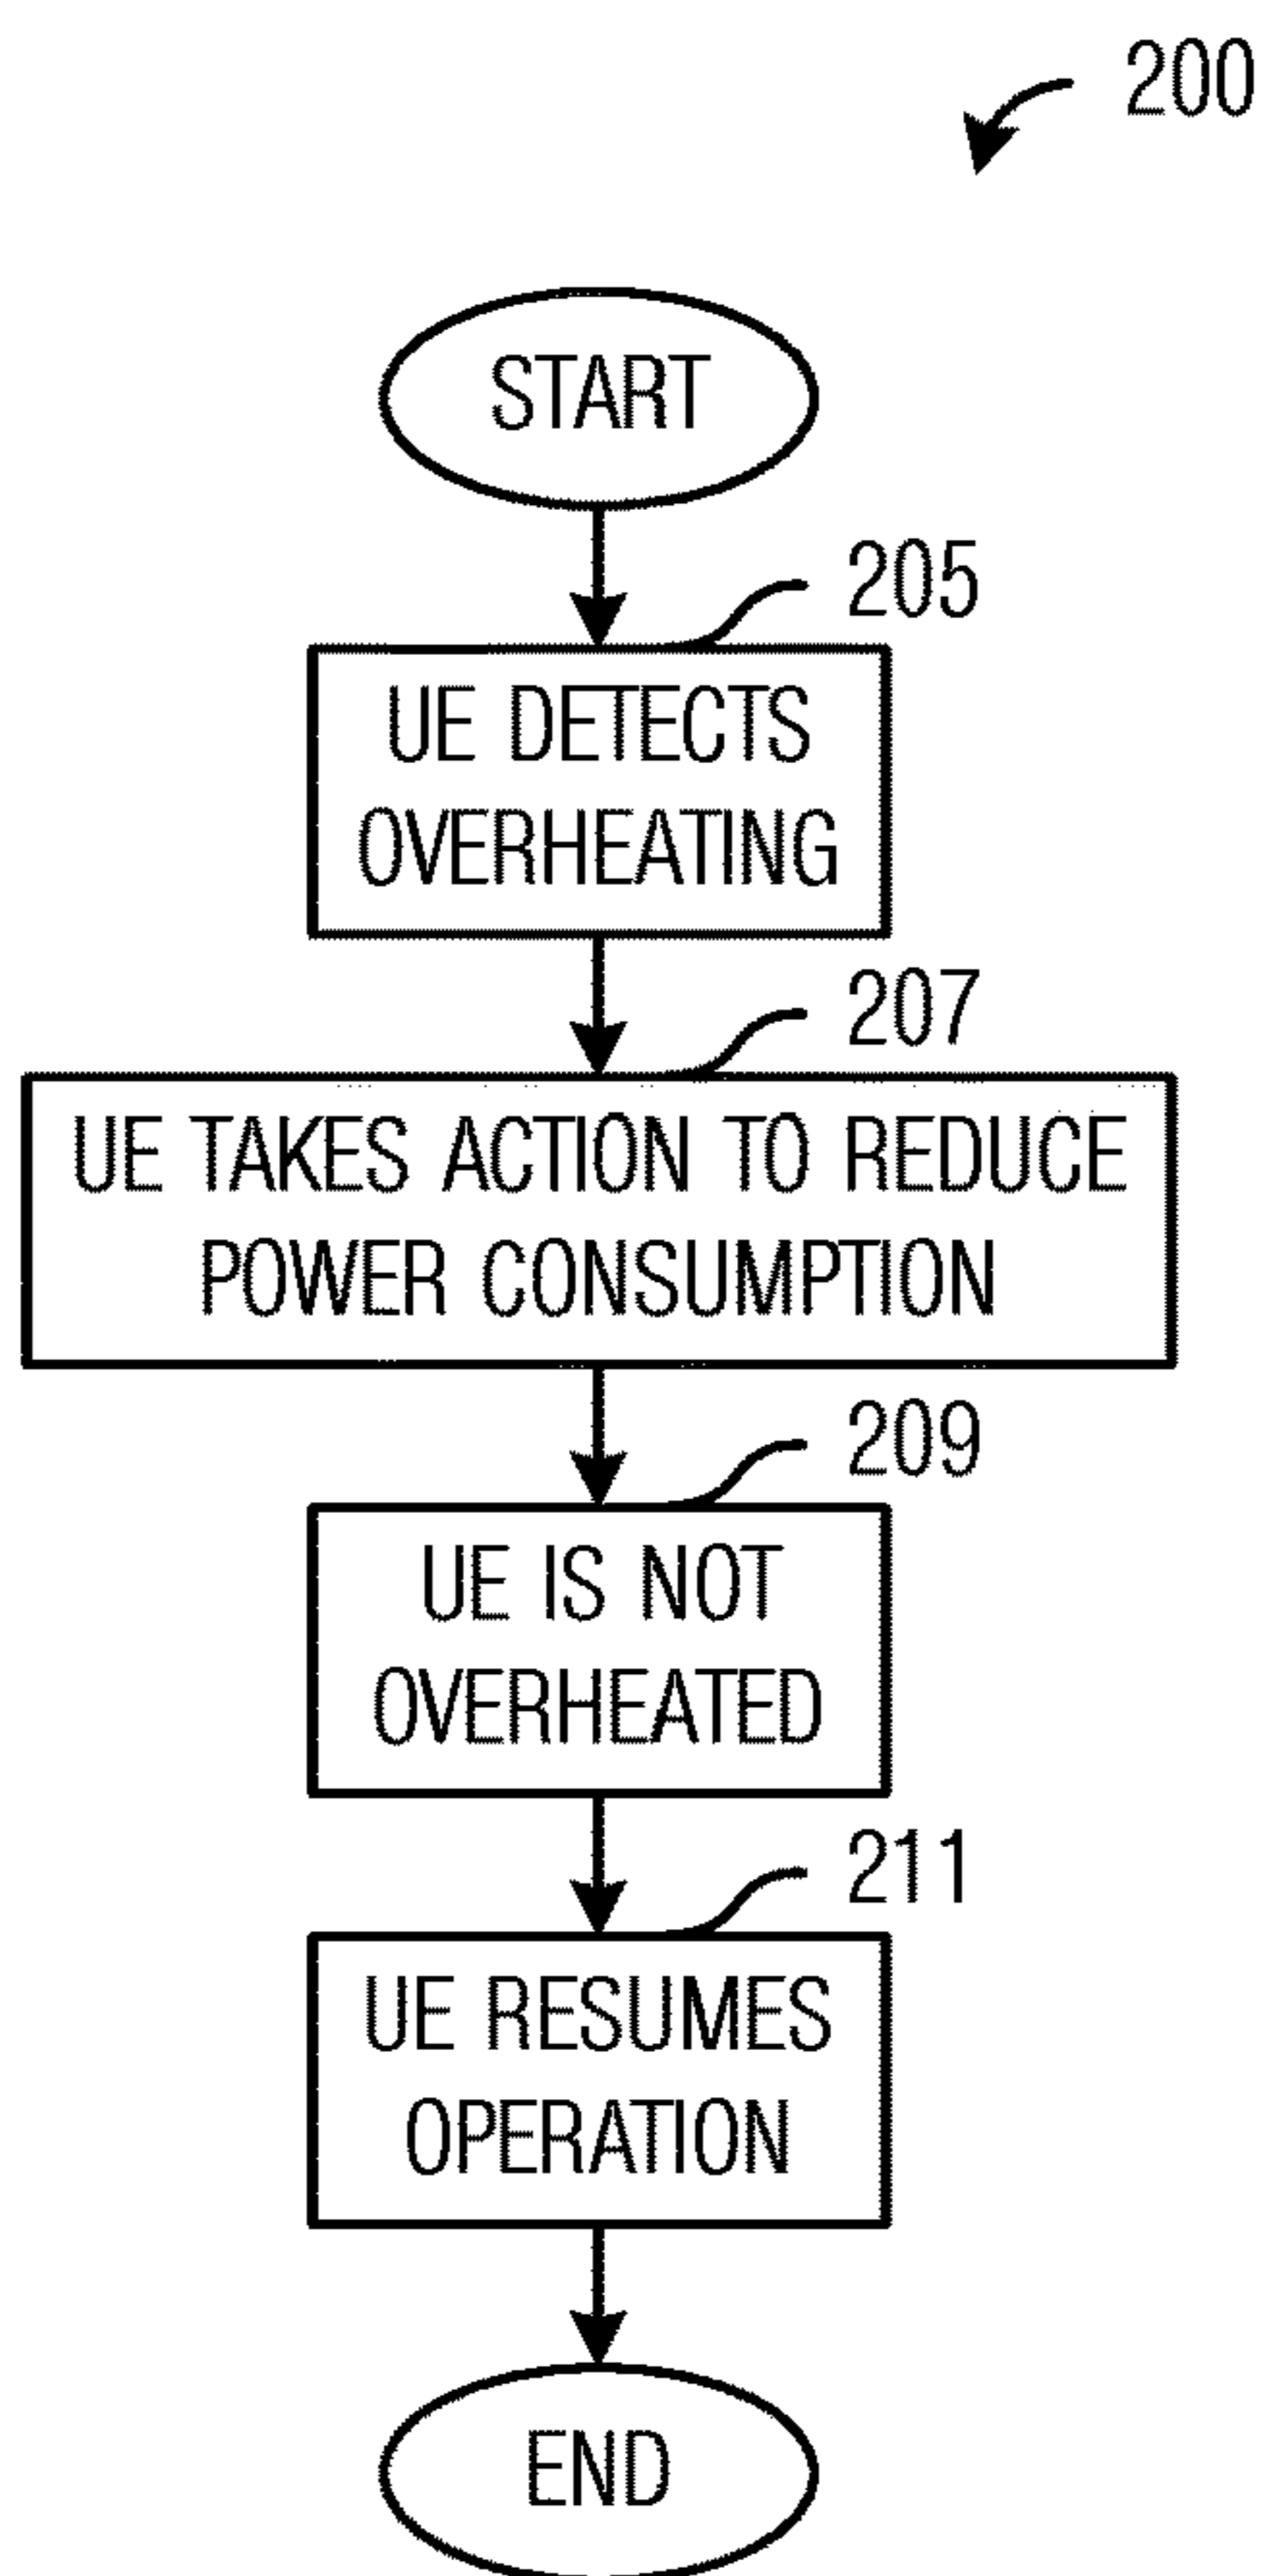 200
START
205
UE DETECTS
OVERHEATING
207
UE TAKES ACTION TO REDUCE
POWER CONSUMPTION
209
UE IS NOT
OVERHEATED
211
UE RESUMES
OPERATION
END